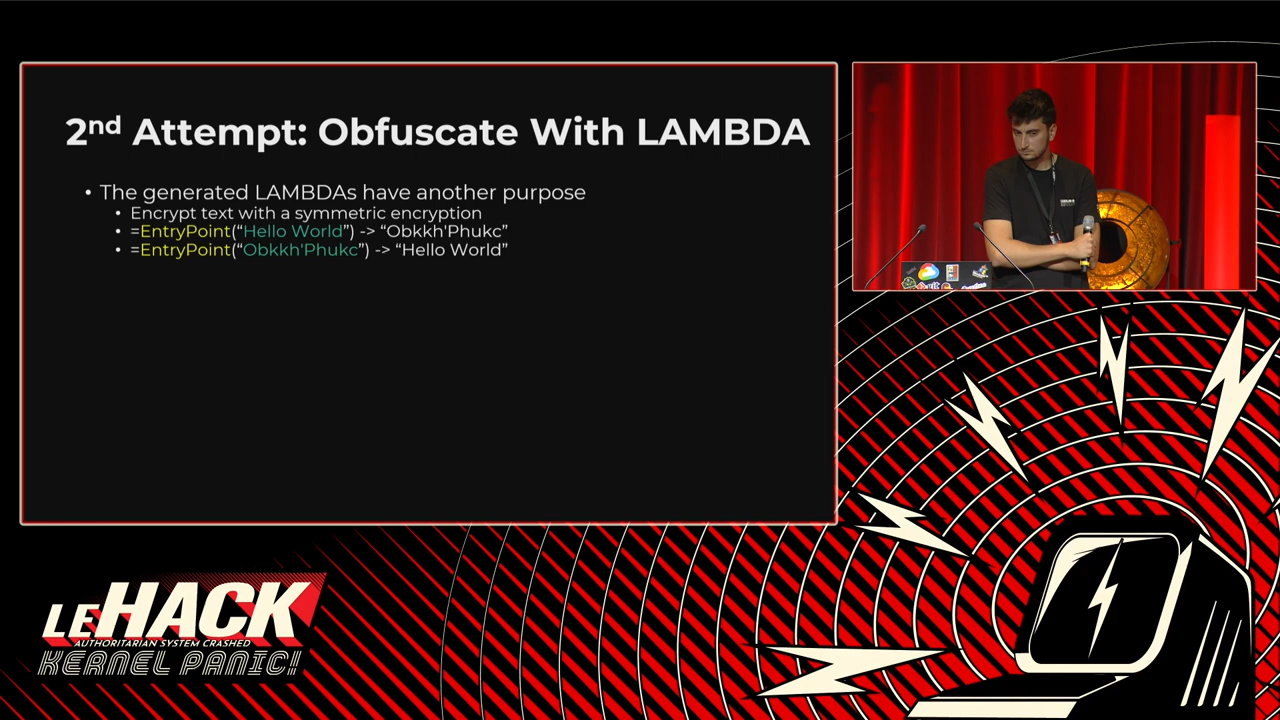 2nd Attempt: Obfuscate With LAMBDA
• The generated LAMBDAs have another purpose
• Encrypt text with a symmetric encryption
• =EntryPoint(“Hello World”) -> “Obkkh'Phukc”
• =EntryPoint(“Obkkh'Phukc”) -> “Hello World”
LEHACK
AUTHORITARIAN SYSTEM CRASHED
KERNEL PANIC!